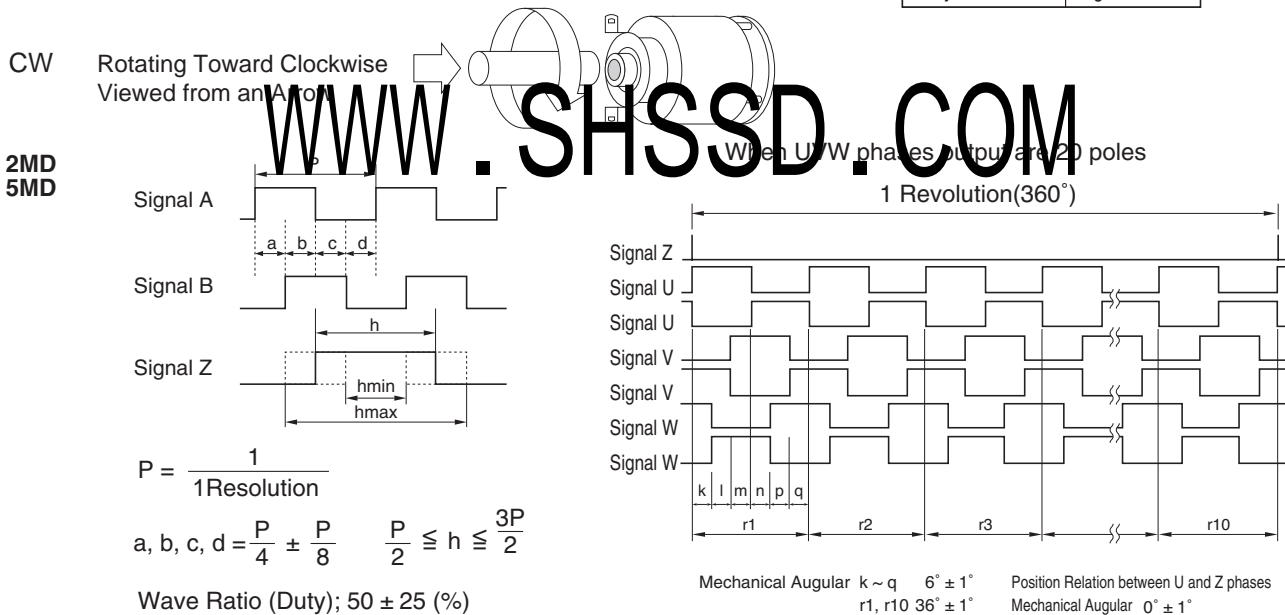 CW Rotating Toward Clockwise
Viewed from an Arrow
WWW.SHSSD.COM
2MD
5MD
P
Signal A
a b c d
Signal B
h
Signal Z
hmin
hmax
P = 1/1Resolution
a, b, c, d = P/4 ± P/8 P/2 ≦ h ≦ 3P/2
Wave Ratio (Duty); 50 ± 25 (%)
When UVW phases output are 20 poles
1 Revolution(360°)
Signal Z
Signal U
Signal U
Signal V
Signal V
Signal W
Signal W
k l m n p q
r1 r2 r3 r10
Mechanical Augular k ~ q 6° ± 1° Position Relation between U and Z phases
r1, r10 36° ± 1° Mechanical Augular 0° ± 1°